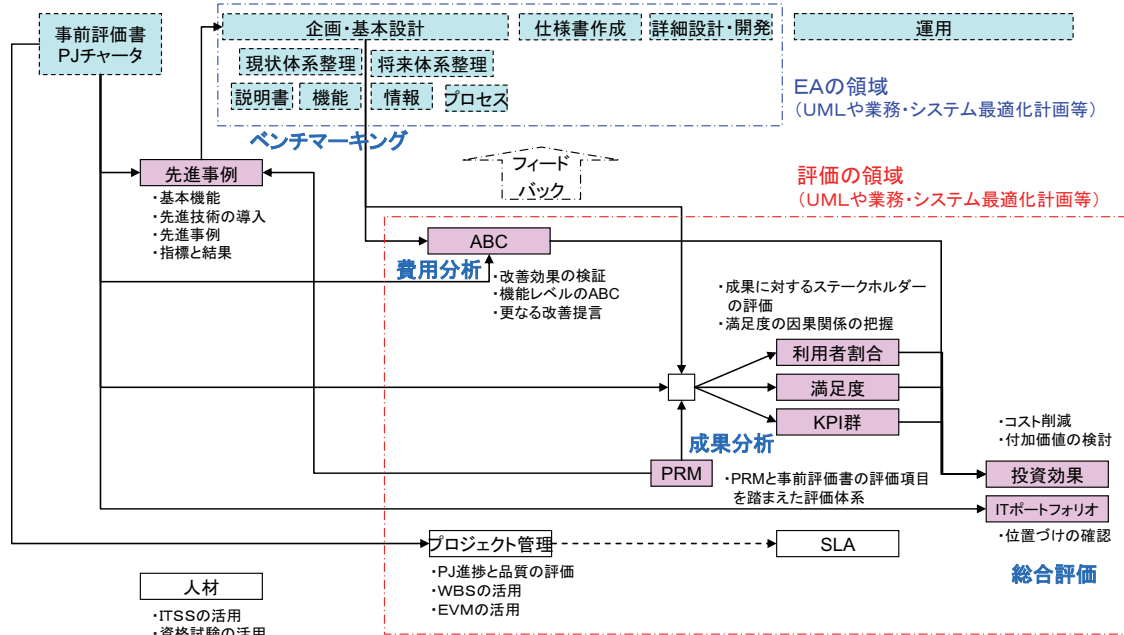 事前評価書
PJチャータ
企画・基本設計
仕様書作成
詳細設計・開発
運用
現状体系整理
将来体系整理
説明書
機能
情報
プロセス
EAの領域
(UMLや業務・システム最適化計画等)
ベンチマーキング
フィード
バック
先進事例
・基本機能
・先進技術の導入
・先進事例
・指標と結果
評価の領域
(UMLや業務・システム最適化計画等)
ABC
費用分析
・改善効果の検証
・機能レベルのABC
・更なる改善提言
・成果に対するステークホルダー
の評価
・満足度の因果関係の把握
利用者割合
満足度
KPI群
成果分析
PRM
・PRMと事前評価書の評価項目
を踏まえた評価体系
・コスト削減
・付加価値の検討
投資効果
ITポートフォリオ
・位置づけの確認
総合評価
プロジェクト管理
SLA
・PJ進捗と品質の評価
・WBSの活用
・EVMの活用
人材
・ITSSの活用
・資格試験の活用